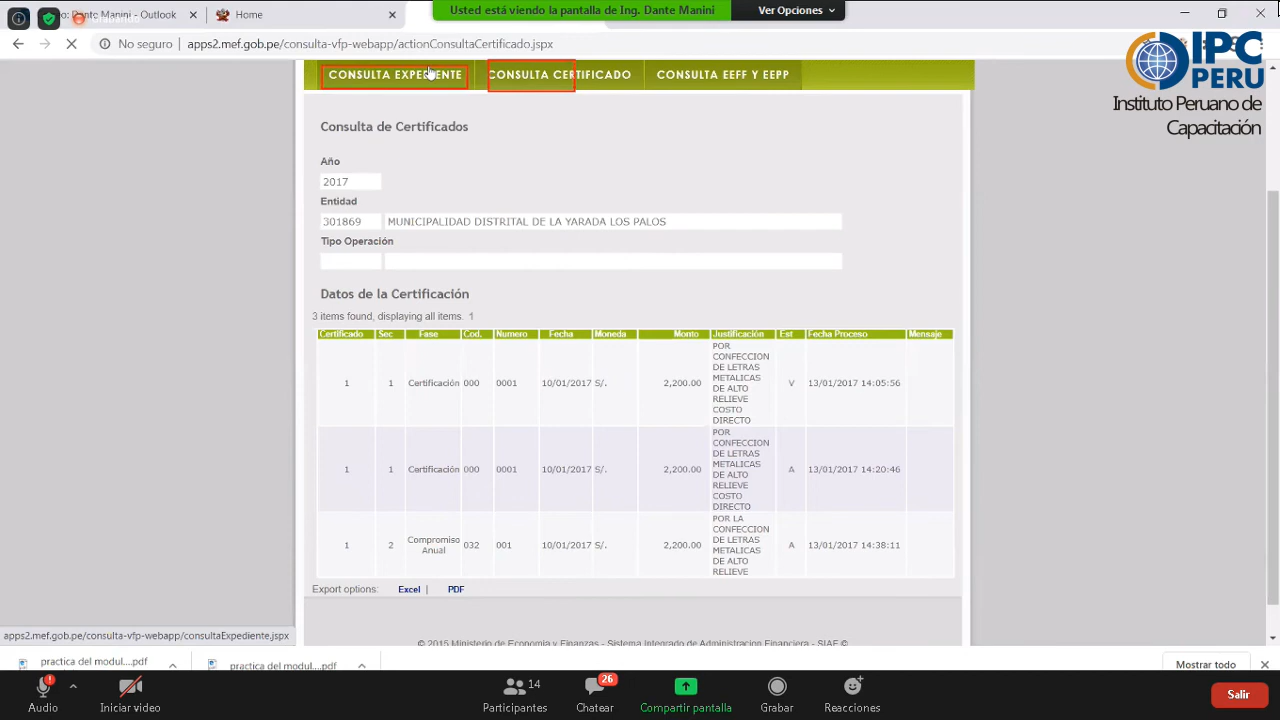 Dante Manini - Outlook
Home
Usted está viendo la pantalla de Ing. Dante Manini
Ver Opciones
No seguro | apps2.mef.gob.pe/consulta-vfp-webapp/actionConsultaCertificado.jspx
IPC
PERU
Instituto Peruano de
Capacitación
CONSULTA EXPEDIENTE
CONSULTA CERTIFICADO
CONSULTA EEFF Y EEPP
Consulta de Certificados
Año
2017
Entidad
301869 MUNICIPALIDAD DISTRITAL DE LA YARADA LOS PALOS
Tipo Operación
Datos de la Certificación
3 items found, displaying all items. 1
Certificado Sec Fase Cod. Numero Fecha Moneda Monto Justificación Est Fecha Proceso Mensaje
1 1 Certificación 000 0001 10/01/2017 S/. 2,200.00 POR CONFECCION DE LETRAS METALICAS DE ALTO RELIEVE COSTO DIRECTO V 13/01/2017 14:05:56
1 1 Certificación 000 0001 10/01/2017 S/. 2,200.00 POR CONFECCION DE LETRAS METALICAS DE ALTO RELIEVE COSTO DIRECTO A 13/01/2017 14:20:46
1 2 Compromiso Anual 032 001 10/01/2017 S/. 2,200.00 POR LA CONFECCION DE LETRAS METALICAS DE ALTO RELIEVE A 13/01/2017 14:38:11
Export options: Excel | PDF
apps2.mef.gob.pe/consulta-vfp-webapp/consultaExpediente.jspx
© 2015 Ministerio de Economía y Finanzas - Sistema Integrado de Administracion Financiera - SIAF ©
practica del modul....pdf
practica del modul....pdf
Mostrar todo
Audio
Iniciar video
14
Participantes
26
Chatear
Compartir pantalla
Grabar
Reacciones
Salir